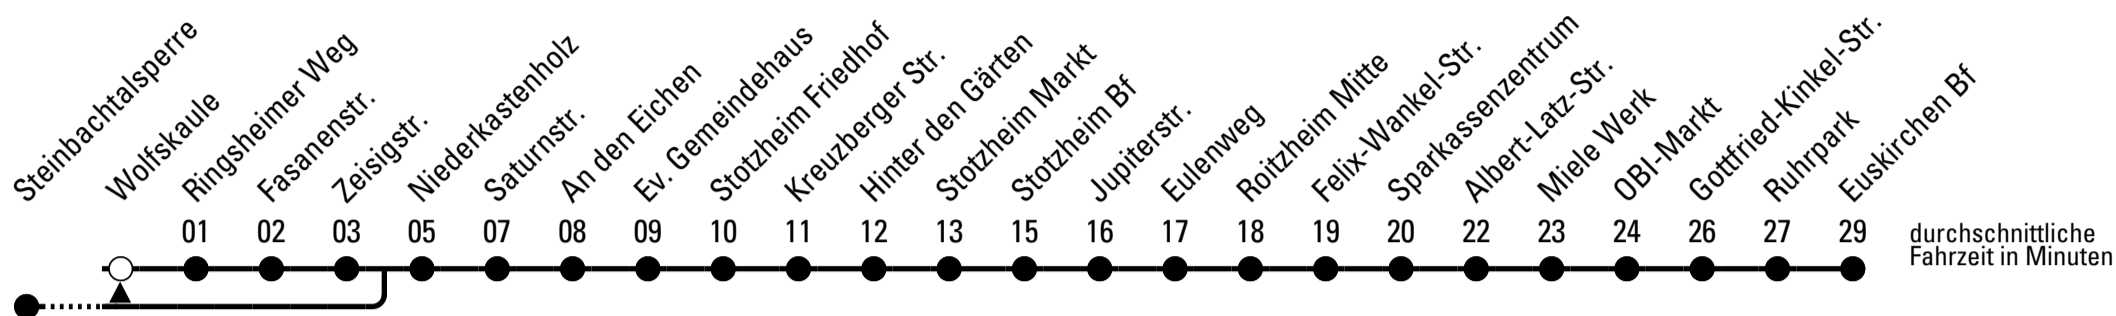 Steinbachtalsperre
Wolfskaule
Ringsheimer Weg
Fasanenstr.
Zeisigstr.
Niederkastenholz
Saturnstr.
An den Eichen
Ev. Gemeindehaus
Stotzheim Friedhof
Kreuzberger Str.
Hinter den Gärten
Stotzheim Markt
Stotzheim Bf
Jupiterstr.
Eulenweg
Roitzheim Mitte
Felix-Wankel-Str.
Sparkassenzentrum
Albert-Latz-Str.
Miele Werk
OBI-Markt
Gottfried-Kinkel-Str.
Ruhrpark
Euskirchen Bf
01 02 03 05 07 08 09 10 11 12 13 15 16 17 18 19 20 22 23 24 26 27 29
durchschnittliche
Fahrzeit in Minuten